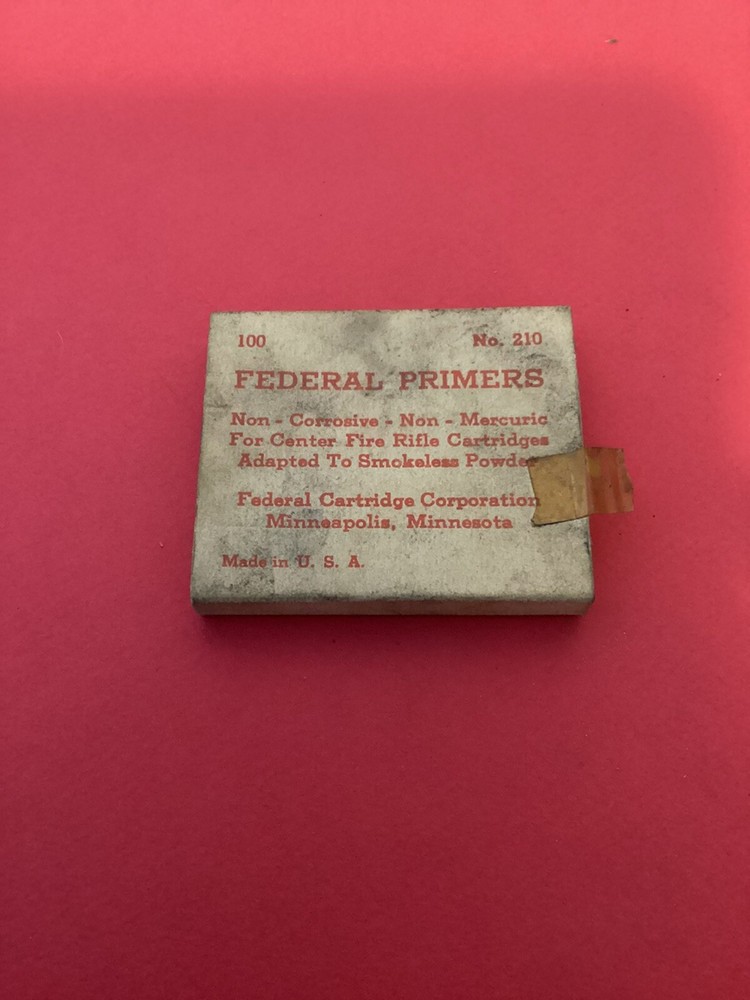 100 No. 210
FEDERAL PRIMERS
Non - Corrosive - Non - Mercuric
For Center Fire Rifle Cartridges
Adapted To Smokeless Powder
Federal Cartridge Corporation
Minneapolis, Minnesota
Made in U. S. A.